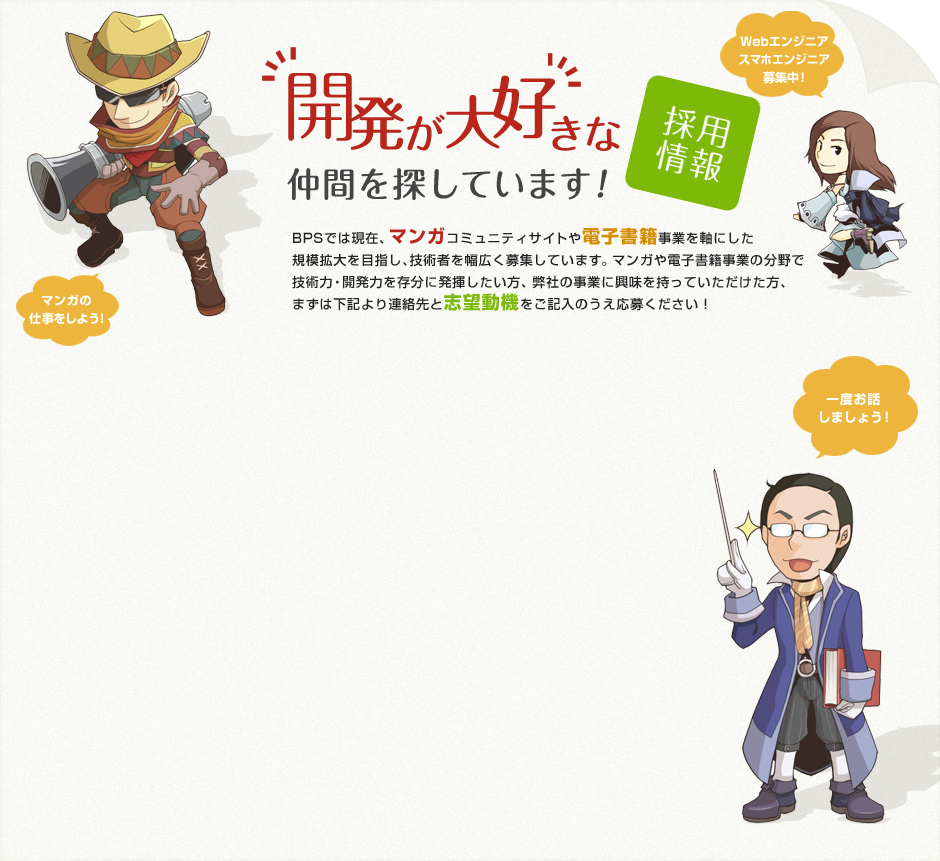 開発が大好きな
仲間を探しています！
採用
情報
Webエンジニア
スマホエンジニア
募集中！
BPSでは現在、マンガコミュニティサイトや電子書籍事業を軸にした
規模拡大を目指し、技術者を幅広く募集しています。マンガや電子書籍事業の分野で
技術力・開発力を存分に発揮したい方、弊社の事業に興味を持っていただけた方、
まずは下記より連絡先と志望動機をご記入のうえ応募ください！
マンガの
仕事をしよう！
一度お話
しましょう！